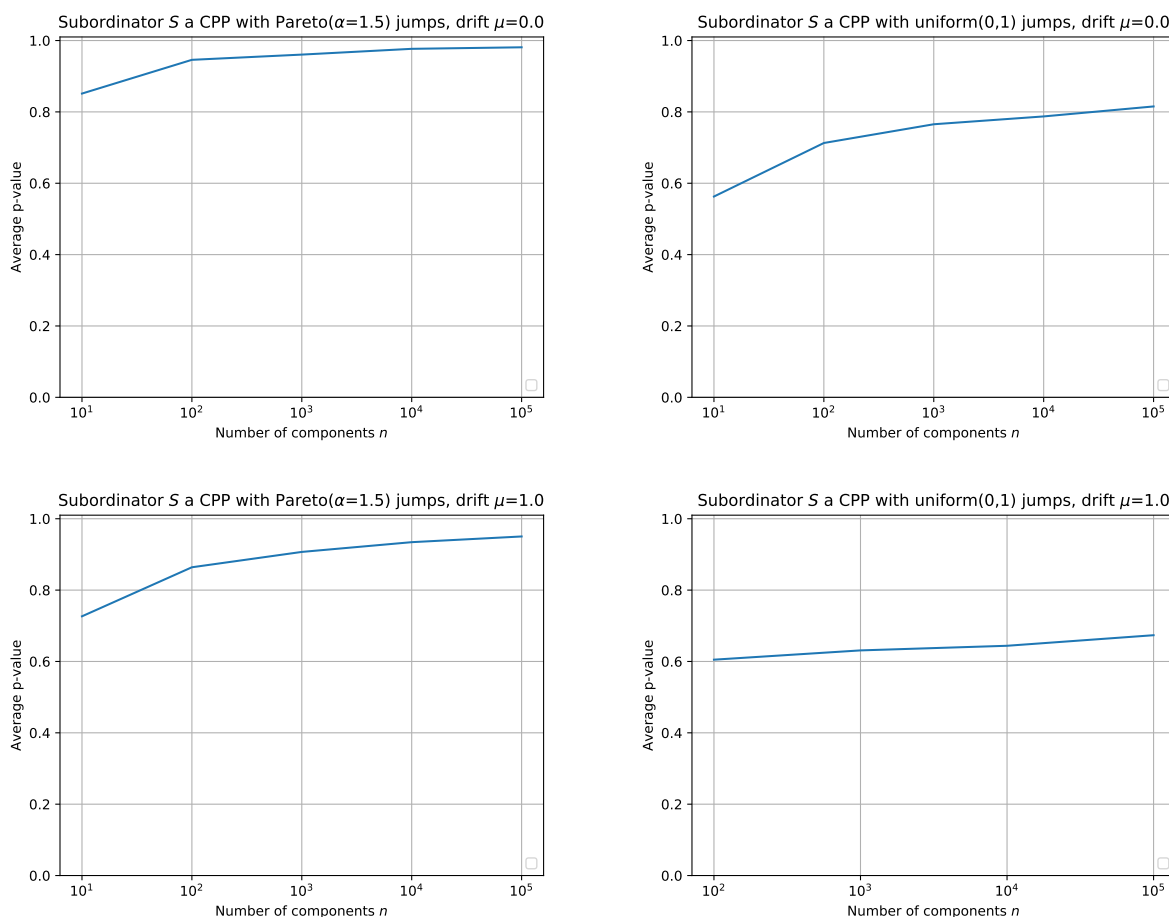 Subordinator S a CPP with Pareto(α=1.5) jumps, drift μ=0.0
1.0
0.8
0.6
0.4
0.2
0.0
Average p-value
10¹ 10² 10³ 10⁴ 10⁵
Number of components n
Subordinator S a CPP with uniform(0,1) jumps, drift μ=0.0
1.0
0.8
0.6
0.4
0.2
0.0
Average p-value
10¹ 10² 10³ 10⁴ 10⁵
Number of components n
Subordinator S a CPP with Pareto(α=1.5) jumps, drift μ=1.0
1.0
0.8
0.6
0.4
0.2
0.0
Average p-value
10¹ 10² 10³ 10⁴ 10⁵
Number of components n
Subordinator S a CPP with uniform(0,1) jumps, drift μ=1.0
1.0
0.8
0.6
0.4
0.2
0.0
Average p-value
10² 10³ 10⁴ 10⁵
Number of components n